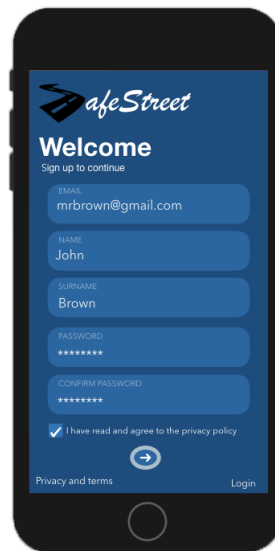 SafeStreet
Welcome
Sign up to continue
EMAIL
mrbrown@gmail.com
NAME
John
SURNAME
Brown
PASSWORD
********
CONFIRM PASSWORD
********
I have read and agree to the privacy policy
Privacy and terms
Login